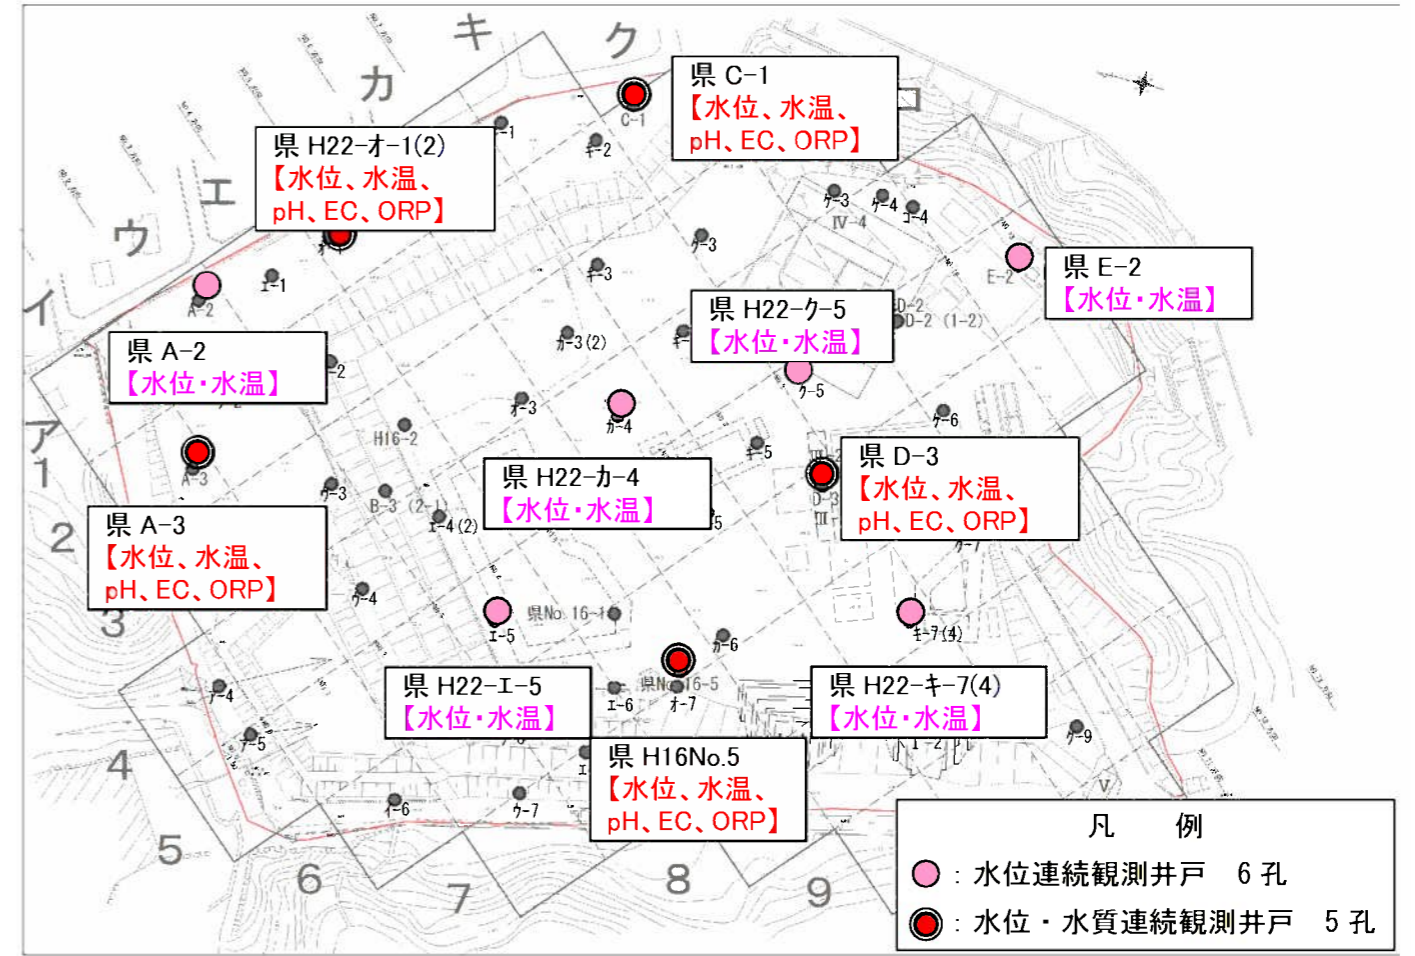 キ
ク
カ
コ
エ
ウ
イ
ア
1
2
3
4
5
6
7
8
9
県 C-1
【水位、水温、
pH、EC、ORP】
C-1
県 H22-オ-1(2)
【水位、水温、
pH、EC、ORP】
キ-2
ケ-3
ケ-4
コ-4
Ⅳ-4
エ-1
A-2
キ-3
ク-3
E-2
県 E-2
【水位・水温】
県 H22-ク-5
【水位・水温】
D-2
D-2 (1-2)
県 A-2
【水位・水温】
カ-3(2)
ク-5
オ-3
カ-4
ケ-6
H16-2
キ-5
A-3
県 H22-カ-4
【水位・水温】
県 D-3
【水位、水温、
pH、EC、ORP】
ウ-3
エ-4(2)
県 A-3
【水位、水温、
pH、EC、ORP】
ウ-4
エ-5
県No.16-1
カ-6
キ-7(4)
ア-4
エ-6
オ-7
県 H22-エ-5
【水位・水温】
県 H22-キ-7(4)
【水位・水温】
ア-5
ク-9
イ-6
ウ-7
県 H16No.5
【水位、水温、
pH、EC、ORP】
Ⅴ
凡 例
：水位連続観測井戸 6 孔
：水位・水質連続観測井戸 5 孔